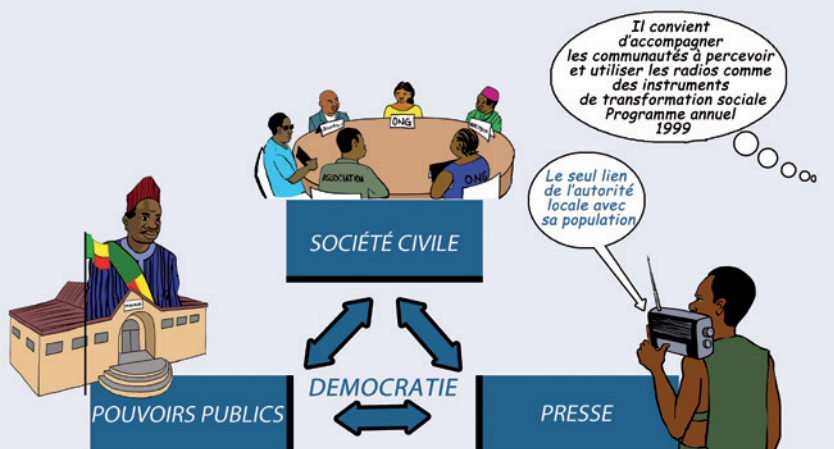 Il convient
d'accompagner
les communautés à percevoir
et utiliser les radios comme
des instruments
de transformation sociale
Programme annuel
1999
Le seul lien
de l'autorité
locale avec
sa population
ONG
ASSOCIATION
ONG
SOCIÉTÉ CIVILE
DEMOCRATIE
POUVOIRS PUBLICS
PRESSE